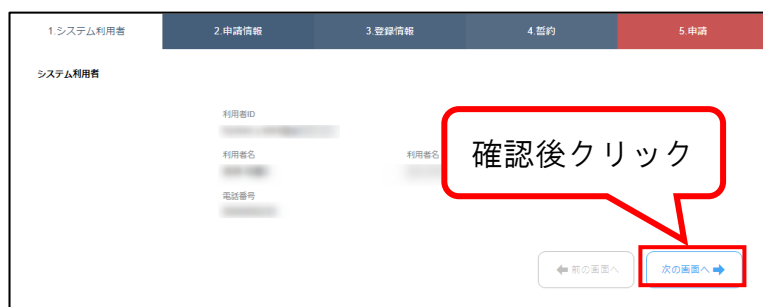 1.システム利用者
2.申請情報
3.登録情報
4.誓約
5.申請
システム利用者
利用者ID
利用者名
利用者名
電話番号
確認後クリック
前の画面へ
次の画面へ